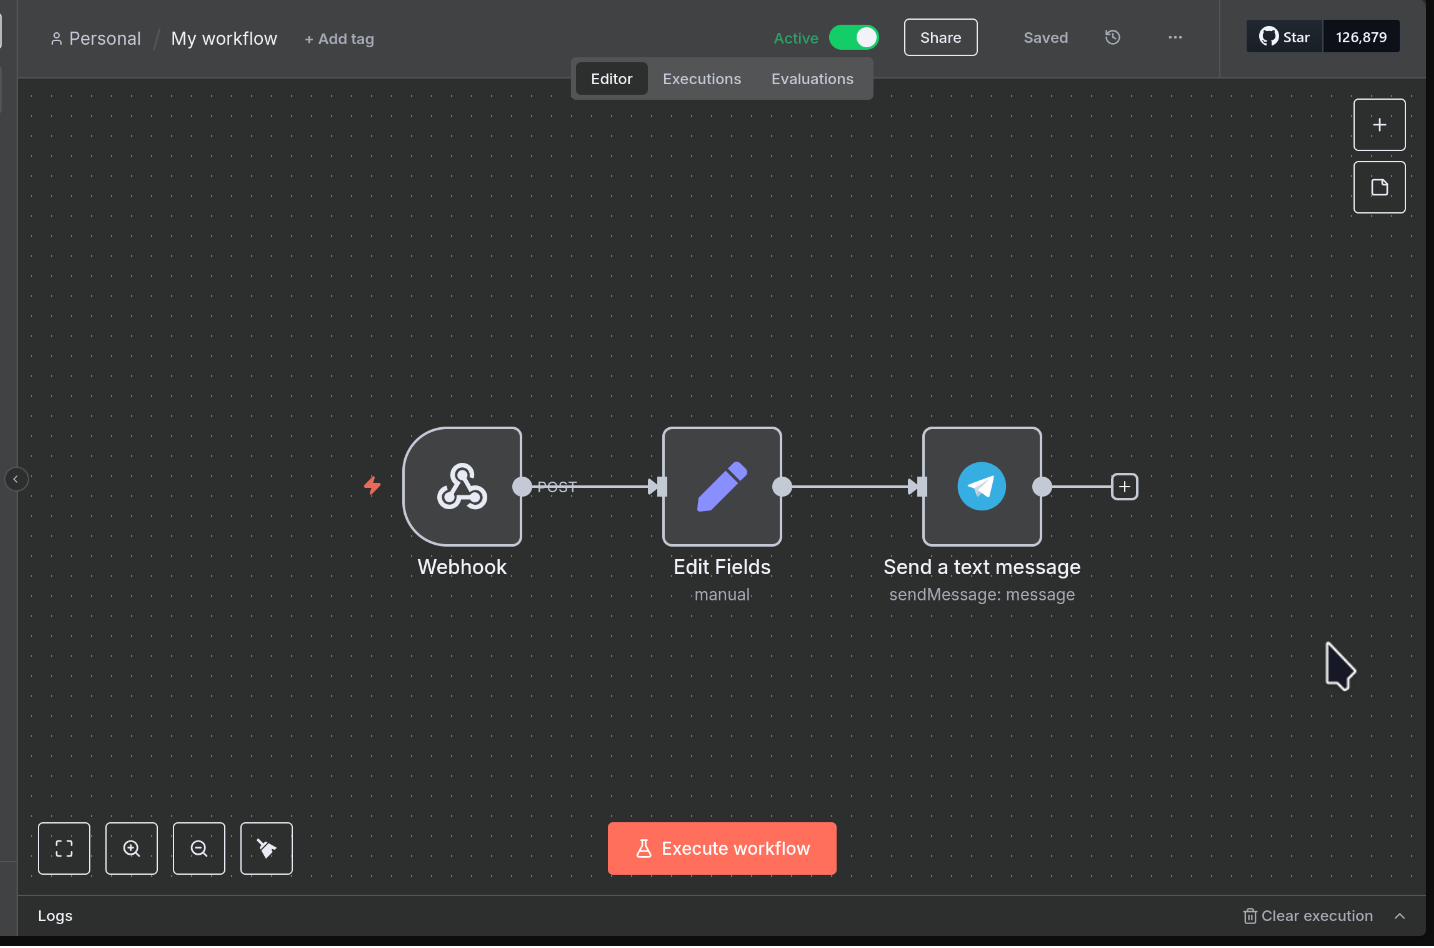 Personal / My workflow + Add tag Active Share Saved ... Star 126,879
Editor Executions Evaluations
POST
Webhook Edit Fields Send a text message
manual sendMessage: message
Execute workflow
Logs Clear execution